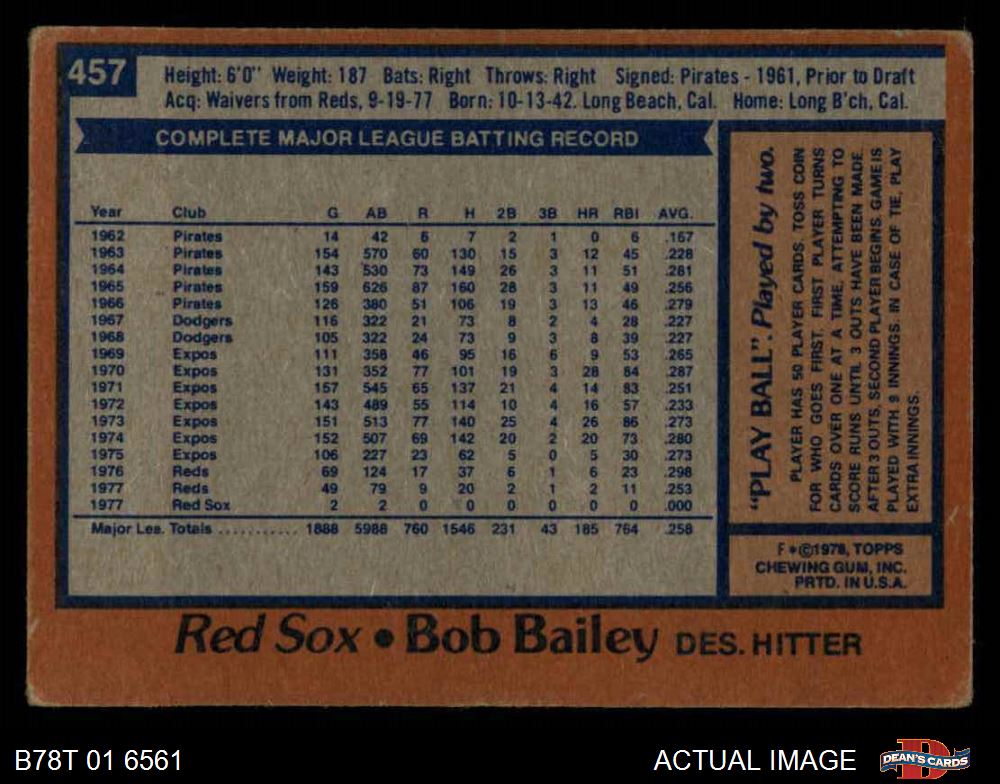 457
Height: 6'0" Weight: 187 Bats: Right Throws: Right Signed: Pirates - 1961, Prior to Draft
Acq: Waivers from Reds, 9-19-77 Born: 10-13-42, Long Beach, Cal. Home: Long B'ch, Cal.
COMPLETE MAJOR LEAGUE BATTING RECORD
Year Club G AB R H 2B 3B HR RBI AVG.
1962 Pirates 14 42 6 7 2 1 0 6 .167
1963 Pirates 154 570 60 130 15 3 12 45 .228
1964 Pirates 143 530 73 149 26 3 11 51 .281
1965 Pirates 159 626 87 160 28 3 11 49 .256
1966 Pirates 126 380 51 106 19 3 13 46 .279
1967 Dodgers 116 322 21 73 8 2 4 28 .227
1968 Dodgers 105 322 24 73 9 3 8 39 .227
1969 Expos 111 358 46 95 16 6 9 53 .265
1970 Expos 131 352 77 101 19 3 28 84 .287
1971 Expos 157 545 65 137 21 4 14 83 .251
1972 Expos 143 489 55 114 10 4 16 57 .233
1973 Expos 151 513 77 140 25 4 26 86 .273
1974 Expos 152 507 69 142 20 2 20 73 .280
1975 Expos 106 227 23 62 5 0 5 30 .273
1976 Reds 69 124 17 37 6 1 6 23 .298
1977 Reds 49 79 9 20 2 1 2 11 .253
1977 Red Sox 2 2 0 0 0 0 0 0 .000
Major Lea. Totals ........... 1888 5988 760 1546 231 43 185 764 .258
"PLAY BALL". Played by two.
PLAYER HAS 50 PLAYER CARDS. TOSS COIN
FOR WHO GOES FIRST. FIRST PLAYER TURNS
CARDS OVER ONE AT A TIME, ATTEMPTING TO
SCORE RUNS UNTIL 3 OUTS HAVE BEEN MADE.
AFTER 3 OUTS, SECOND PLAYER BEGINS. GAME IS
PLAYED WITH 9 INNINGS. IN CASE OF TIE, PLAY
EXTRA INNINGS.
F*©1978, TOPPS
CHEWING GUM, INC.
PRTD. IN U.S.A.
Red Sox • Bob Bailey DES. HITTER
B78T 01 6561
ACTUAL IMAGE
DEAN'S CARDS